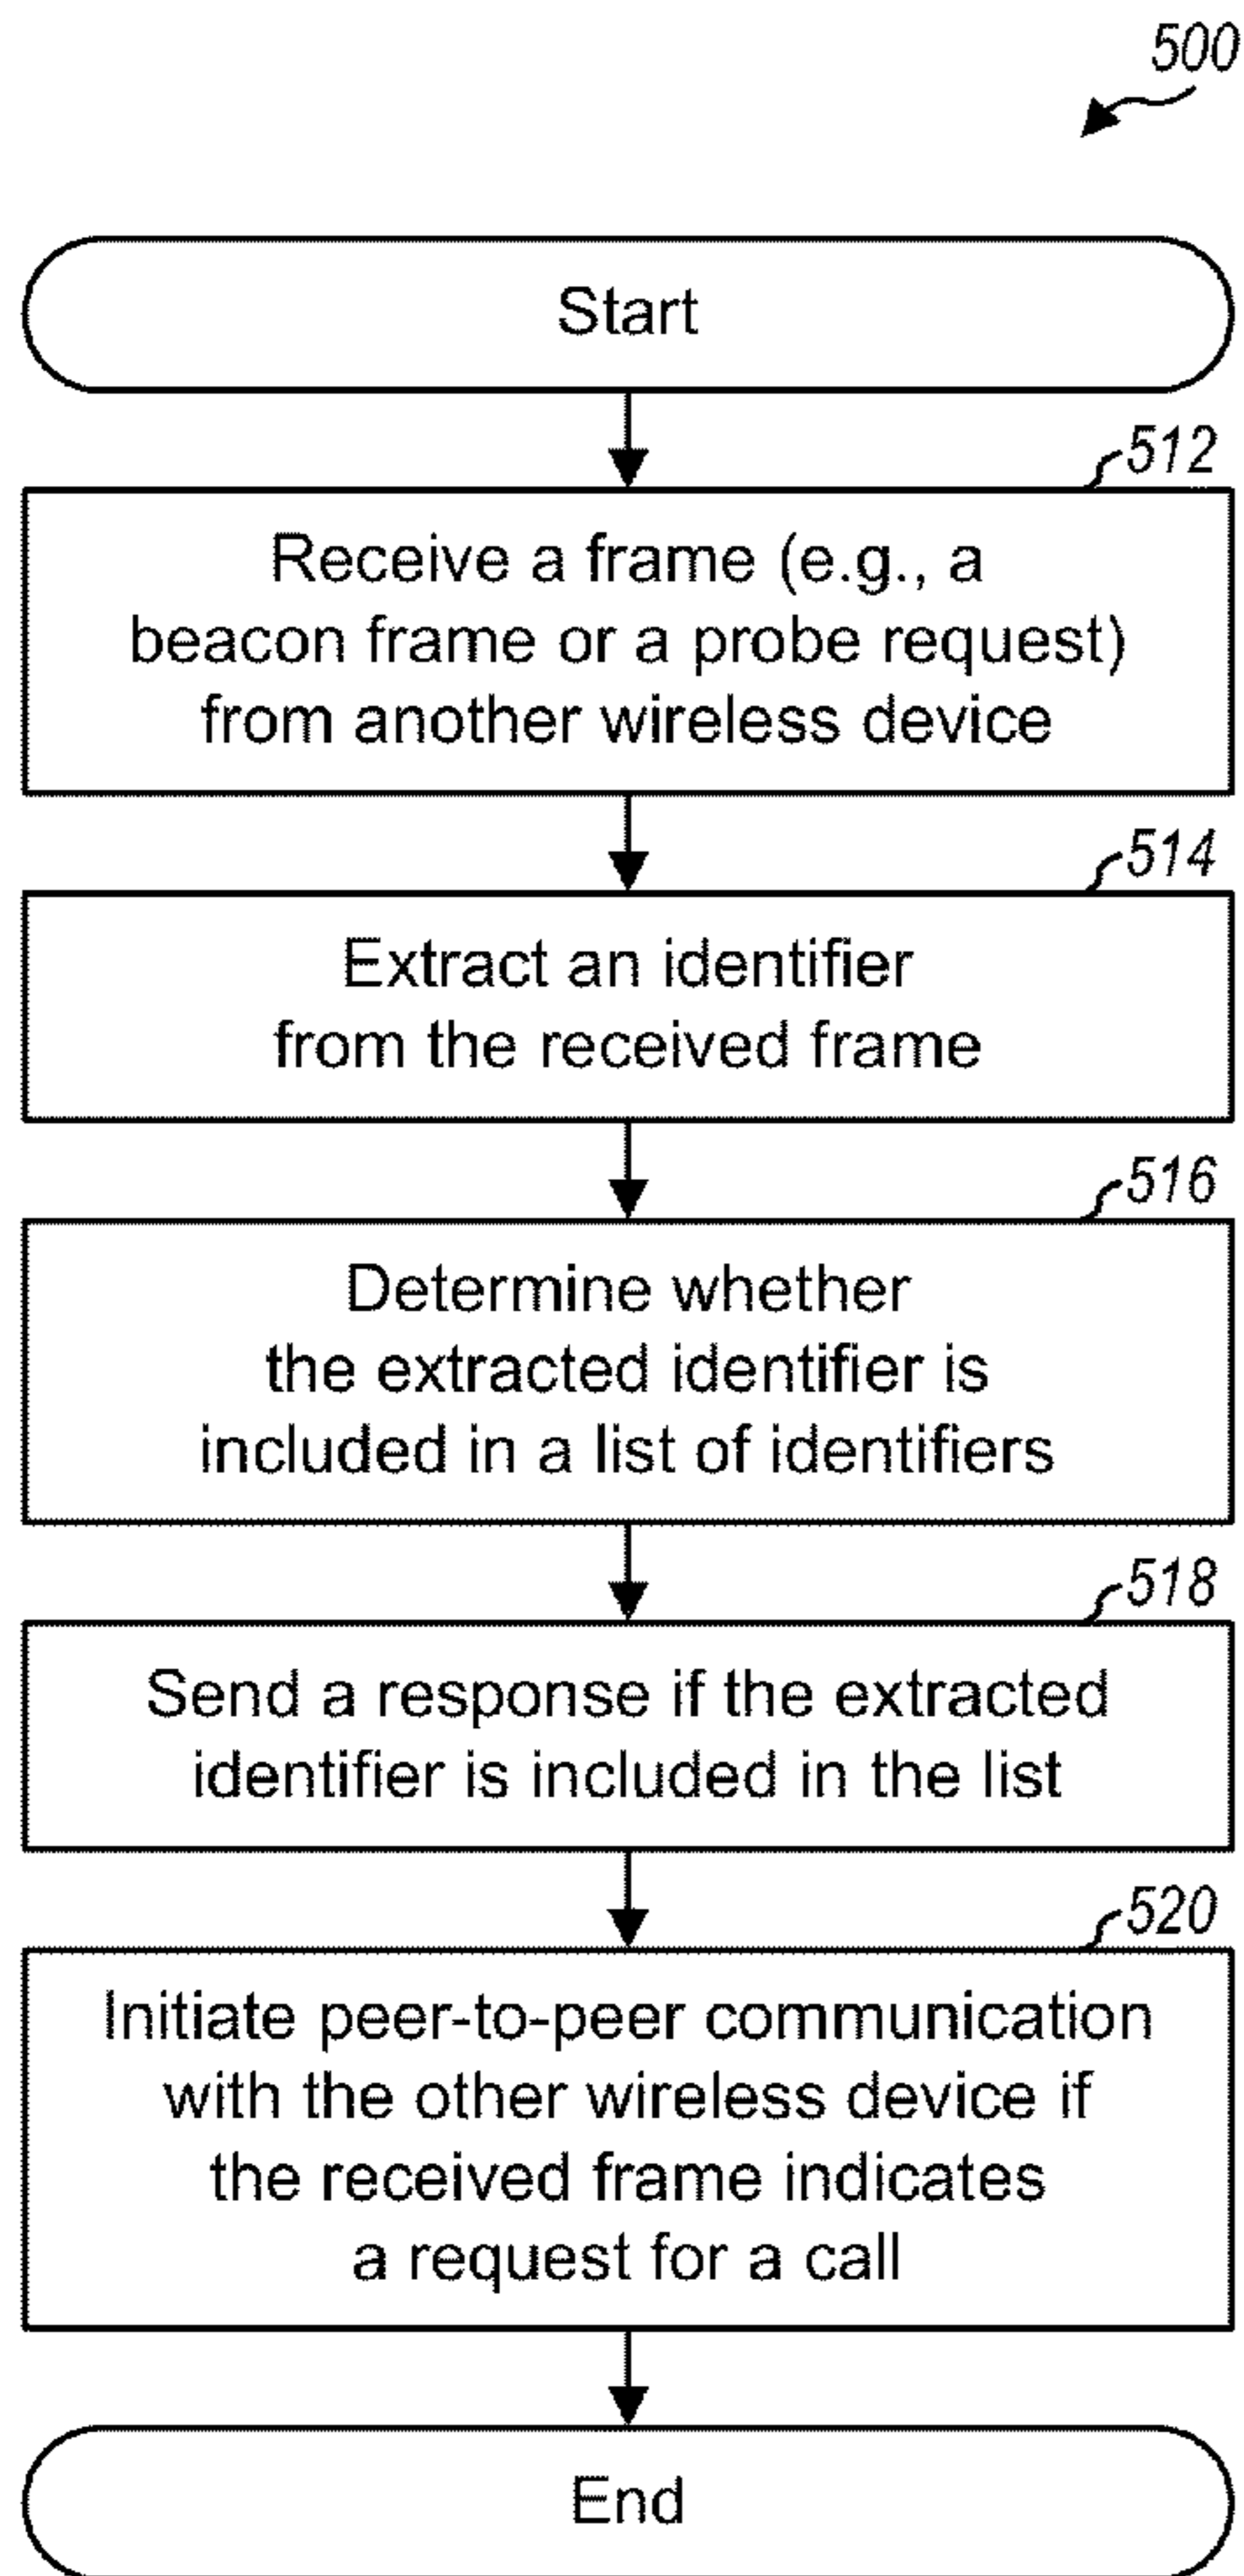 500
Start
512
Receive a frame (e.g., a
beacon frame or a probe request)
from another wireless device
514
Extract an identifier
from the received frame
516
Determine whether
the extracted identifier is
included in a list of identifiers
518
Send a response if the extracted
identifier is included in the list
520
Initiate peer-to-peer communication
with the other wireless device if
the received frame indicates
a request for a call
End